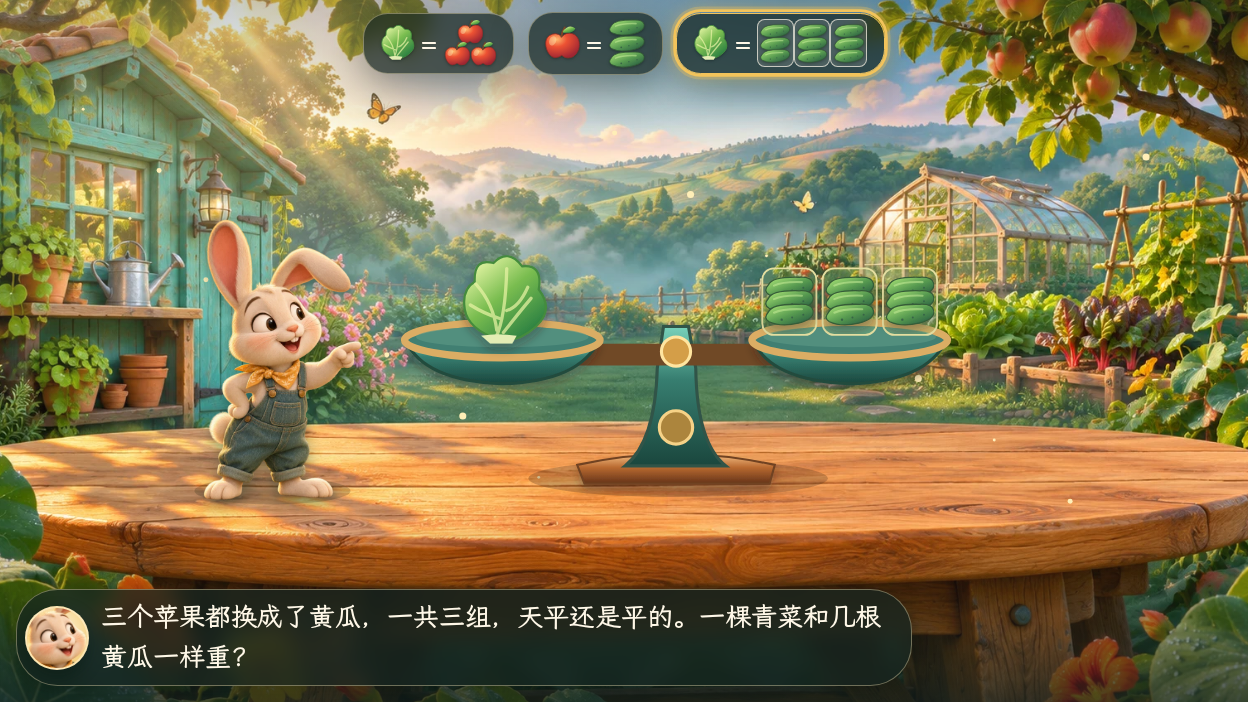 =
=
=
三个苹果都换成了黄瓜，一共三组，天平还是平的。一棵青菜和几根
黄瓜一样重？